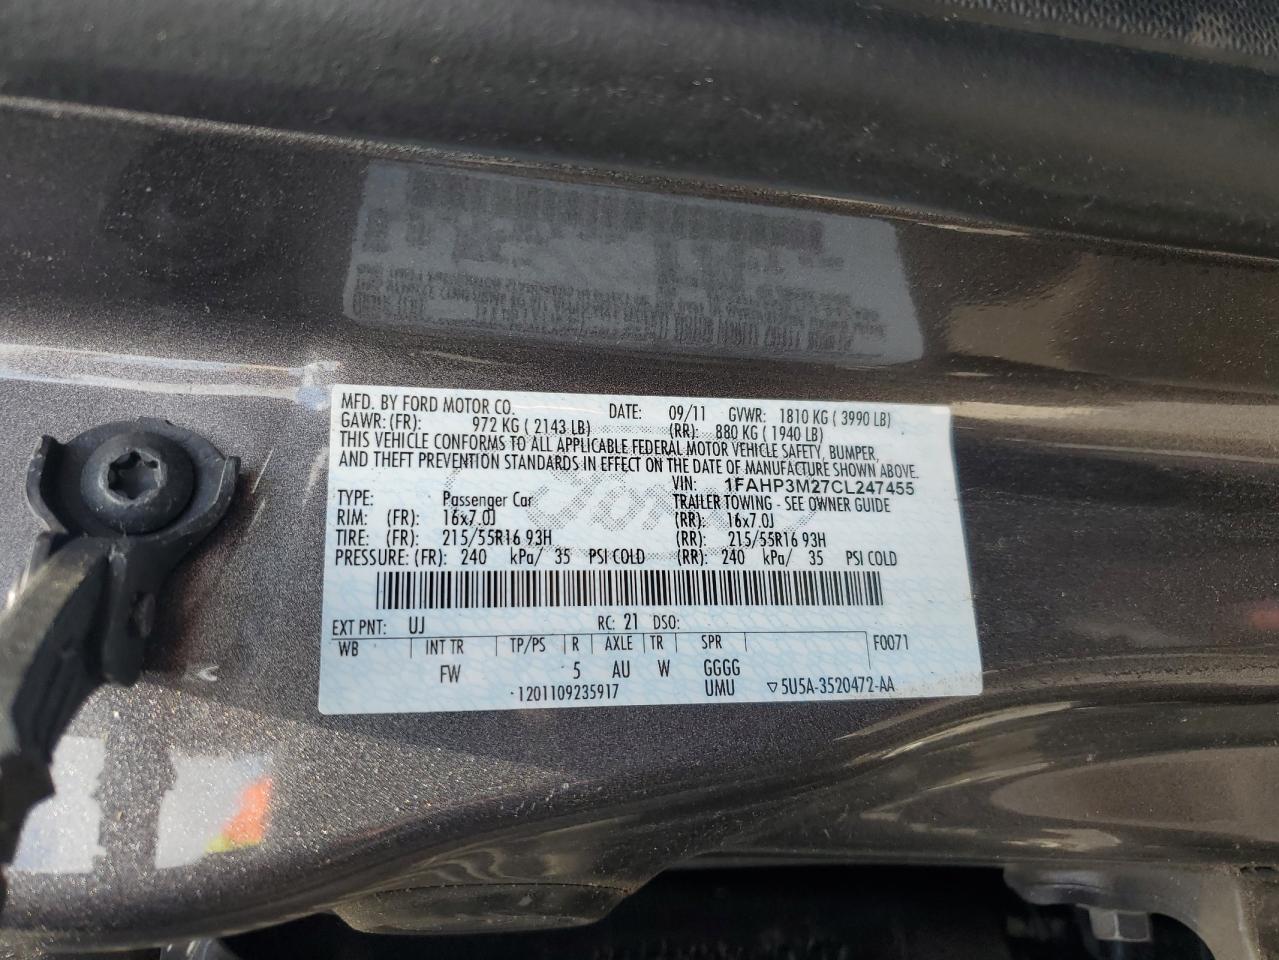 MFD. BY FORD MOTOR CO. DATE: 09/11 GVWR: 1810 KG ( 3990 LB)
GAWR: (FR): 972 KG ( 2143 LB) (RR): 880 KG ( 1940 LB)
THIS VEHICLE CONFORMS TO ALL APPLICABLE FEDERAL MOTOR VEHICLE SAFETY, BUMPER,
AND THEFT PREVENTION STANDARDS IN EFFECT ON THE DATE OF MANUFACTURE SHOWN ABOVE.
VIN: 1FAHP3M27CL247455
TYPE: Passenger Car TRAILER TOWING - SEE OWNER GUIDE
RIM: (FR) 16x7.0J (RR): 16x7.0J
TIRE: (FR) 215/55R16 93H (RR): 215/55R16 93H
PRESSURE: (FR): 240 kPa/ 35 PSI COLD (RR): 240 kPa/ 35 PSI COLD
EXT PNT: UJ RC: 21 DSO:
WB INT TR TP/PS R AXLE TR SPR F0071
FW 5 AU W GGGG
1201109235917 UMU ▽5U5A-3520472-AA
Ford